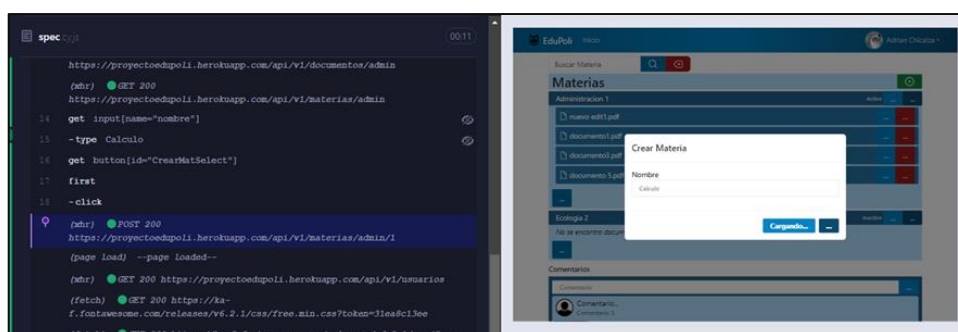 spec.cy.js
00:11
https://proyectoedupoli.herokuapp.com/api/v1/documentos/admin
(xhr) GET 200
https://proyectoedupoli.herokuapp.com/api/v1/materias/admin
14 get input[name="nombre"]
15 -type Calculo
16 get button[id="CrearMatSelect"]
17 first
18 -click
(xhr) POST 200
https://proyectoedupoli.herokuapp.com/api/v1/materias/admin/1
(page load) --page loaded--
(xhr) GET 200 https://proyectoedupoli.herokuapp.com/api/v1/usuarios
(fetch) GET 200 https://ka-
f.fontawesome.com/releases/v6.2.1/css/free.min.css?token=31ea8c13ee
EduPoli Inicio
Adrian Chicaiza
Buscar Materia
Materias
Administracion 1
Active ... ...
nuevo edit1.pdf ... ...
documento1.pdf ... ...
documento3.pdf ... ...
documento 5.pdf ... ...
...
Crear Materia
Nombre
Calculo
Cargando... ...
Ecologia 2
Inactive ... ...
No se encontro docum
...
Comentarios
Comentario ...
Comentario...
Comentario 3